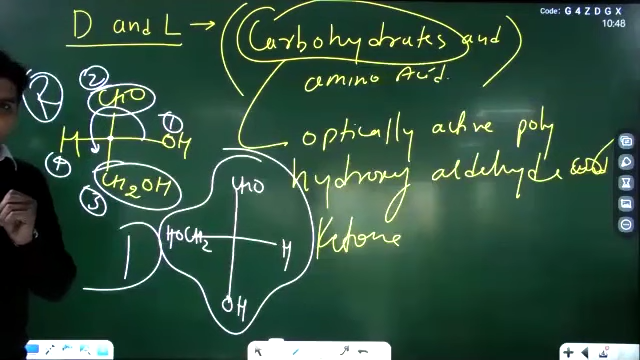 Code: G 4 Z D G X
10:48
D and L → (Carbohydrates and
amino Acid.)
R
② CHO
①
H OH
④
③ CH2OH
optically active poly
hydroxy aldehyde
Ketone
D
CHO
HOCH2 H
OH